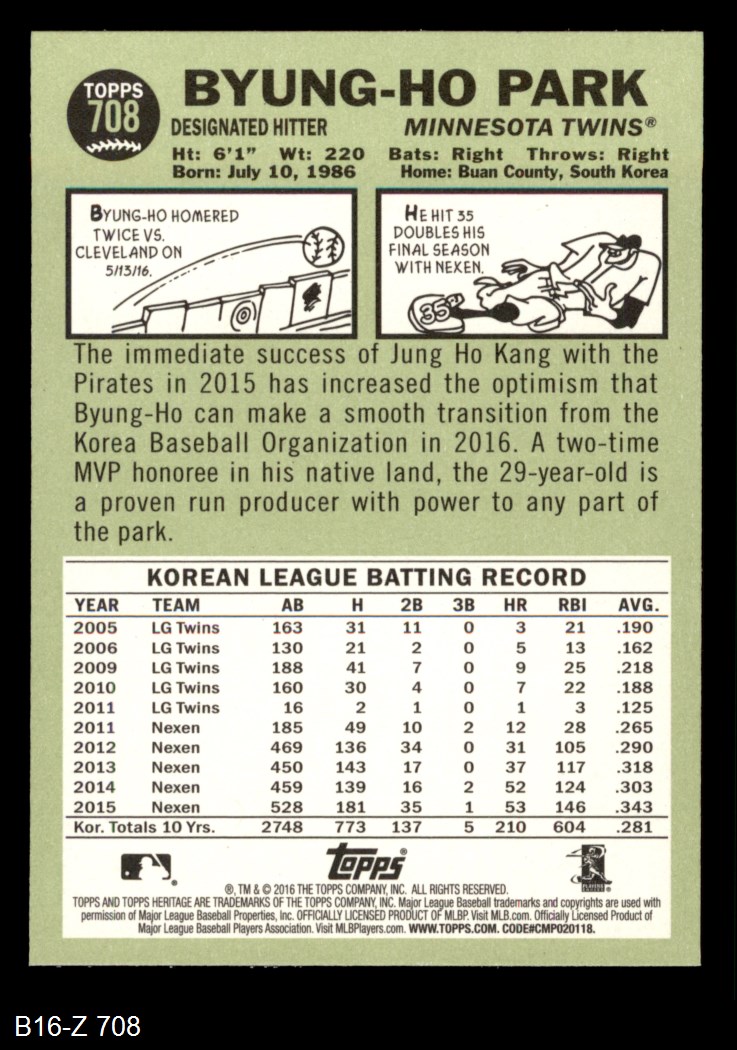 TOPPS
708
BYUNG-HO PARK
DESIGNATED HITTER MINNESOTA TWINS®
Ht: 6'1" Wt: 220 Bats: Right Throws: Right
Born: July 10, 1986 Home: Buan County, South Korea
BYUNG-HO HOMERED
TWICE VS.
CLEVELAND ON
5/13/16.
HE HIT 35
DOUBLES HIS
FINAL SEASON
WITH NEXEN.
35
The immediate success of Jung Ho Kang with the
Pirates in 2015 has increased the optimism that
Byung-Ho can make a smooth transition from the
Korea Baseball Organization in 2016. A two-time
MVP honoree in his native land, the 29-year-old is
a proven run producer with power to any part of
the park.
KOREAN LEAGUE BATTING RECORD
YEAR TEAM AB H 2B 3B HR RBI AVG.
2005 LG Twins 163 31 11 0 3 21 .190
2006 LG Twins 130 21 2 0 5 13 .162
2009 LG Twins 188 41 7 0 9 25 .218
2010 LG Twins 160 30 4 0 7 22 .188
2011 LG Twins 16 2 1 0 1 3 .125
2011 Nexen 185 49 10 2 12 28 .265
2012 Nexen 469 136 34 0 31 105 .290
2013 Nexen 450 143 17 0 37 117 .318
2014 Nexen 459 139 16 2 52 124 .303
2015 Nexen 528 181 35 1 53 146 .343
Kor. Totals 10 Yrs. 2748 773 137 5 210 604 .281
Topps®
®, TM & © 2016 THE TOPPS COMPANY, INC. ALL RIGHTS RESERVED.
TOPPS AND TOPPS HERITAGE ARE TRADEMARKS OF THE TOPPS COMPANY, INC. Major League Baseball trademarks and copyrights are used with
permission of Major League Baseball Properties, Inc. OFFICIALLY LICENSED PRODUCT OF MLBP. Visit MLB.com. Officially Licensed Product of
Major League Baseball Players Association. Visit MLBPlayers.com. WWW.TOPPS.COM. CODE#CMP020118.
B16-Z 708